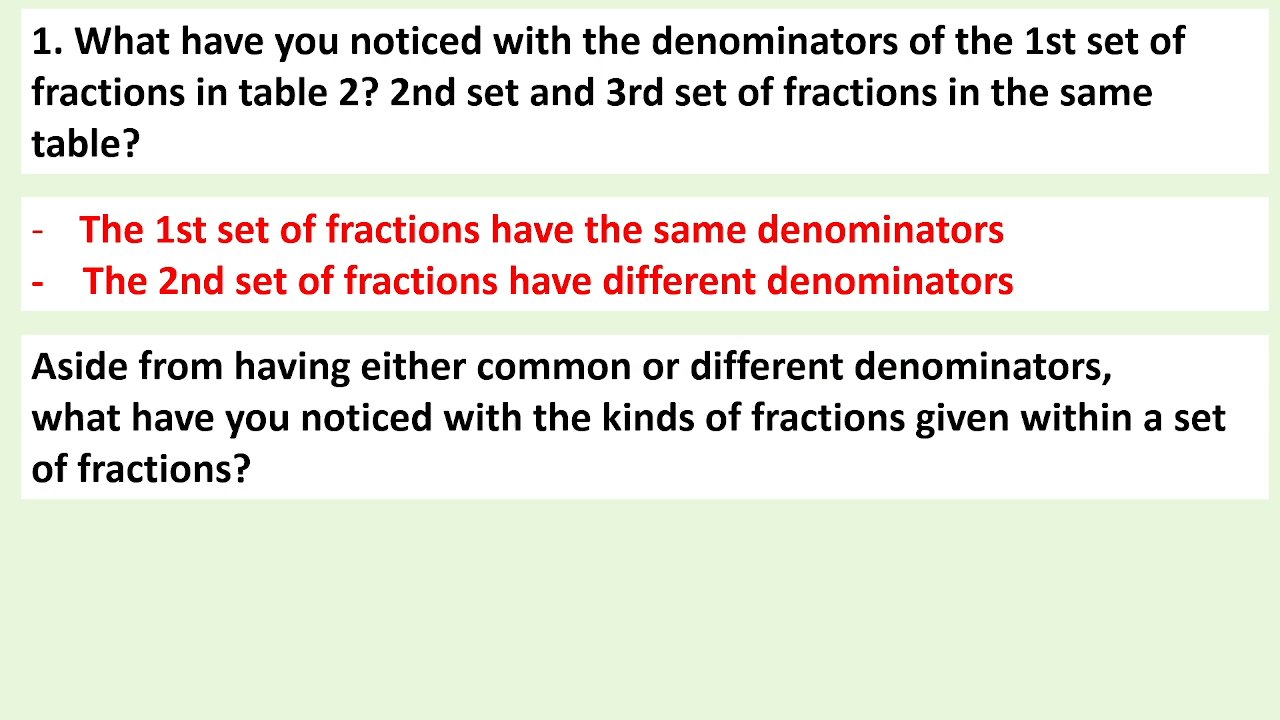 1. What have you noticed with the denominators of the 1st set of
fractions in table 2? 2nd set and 3rd set of fractions in the same
table?
- The 1st set of fractions have the same denominators
- The 2nd set of fractions have different denominators
Aside from having either common or different denominators,
what have you noticed with the kinds of fractions given within a set
of fractions?